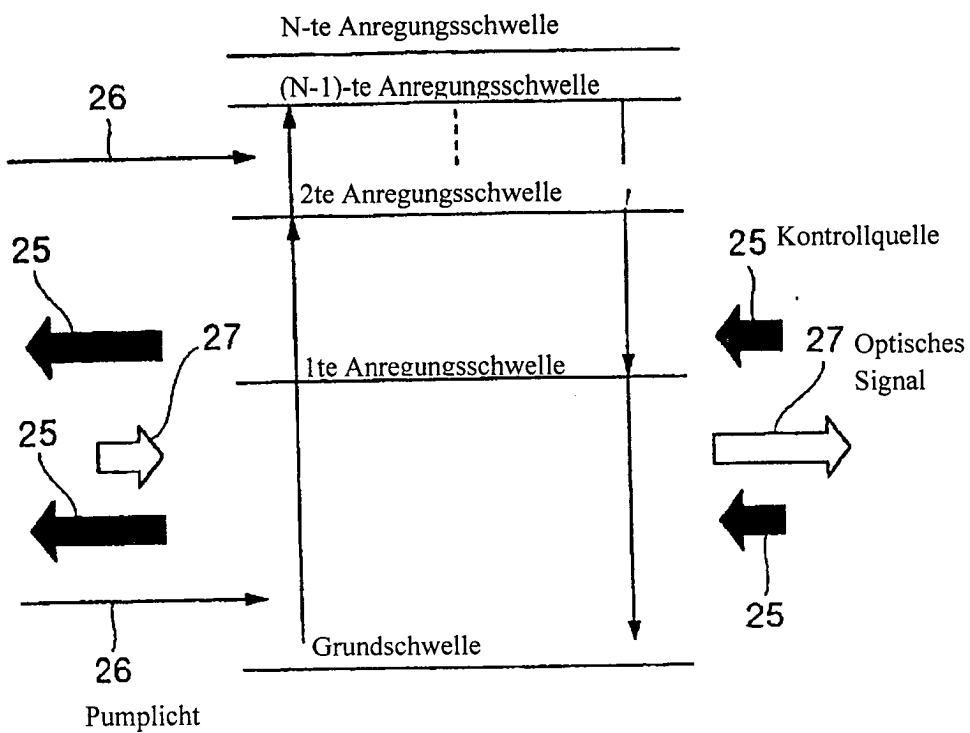 N-te Anregungsschwelle
(N-1)-te Anregungsschwelle
26
2te Anregungsschwelle
25
25 Kontrollquelle
27
27 Optisches
Signal
1te Anregungsschwelle
25
25
Grundschwelle
26
Pumplicht